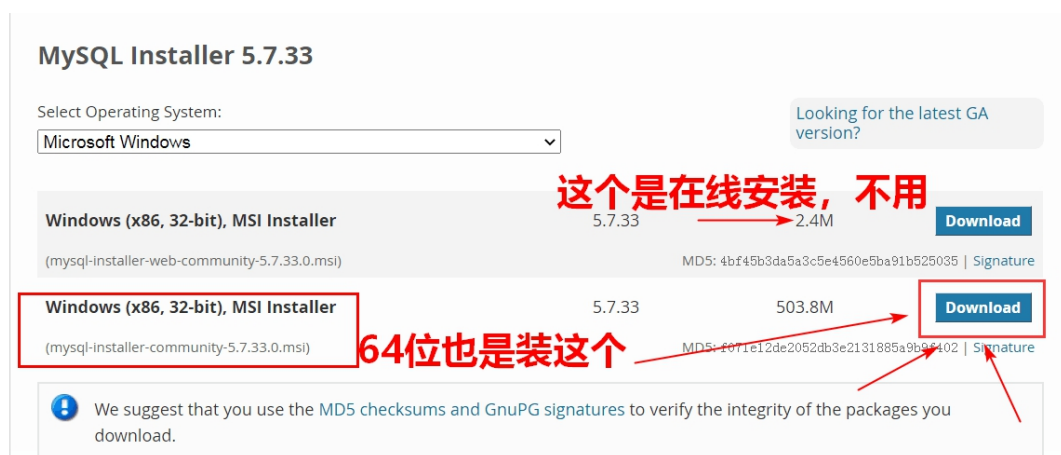 MySQL Installer 5.7.33
Select Operating System:
Looking for the latest GA
version?
Microsoft Windows
这个是在线安装，不用
Windows (x86, 32-bit), MSI Installer 5.7.33 2.4M Download
(mysql-installer-web-community-5.7.33.0.msi) MD5: 4bf45b3da5a3c5e4560e5ba91b525035 | Signature
Windows (x86, 32-bit), MSI Installer 5.7.33 503.8M Download
64位也是装这个
(mysql-installer-community-5.7.33.0.msi) MD5: f071e12de2052db3e2131885a9b9f402 | Signature
We suggest that you use the MD5 checksums and GnuPG signatures to verify the integrity of the packages you
download.